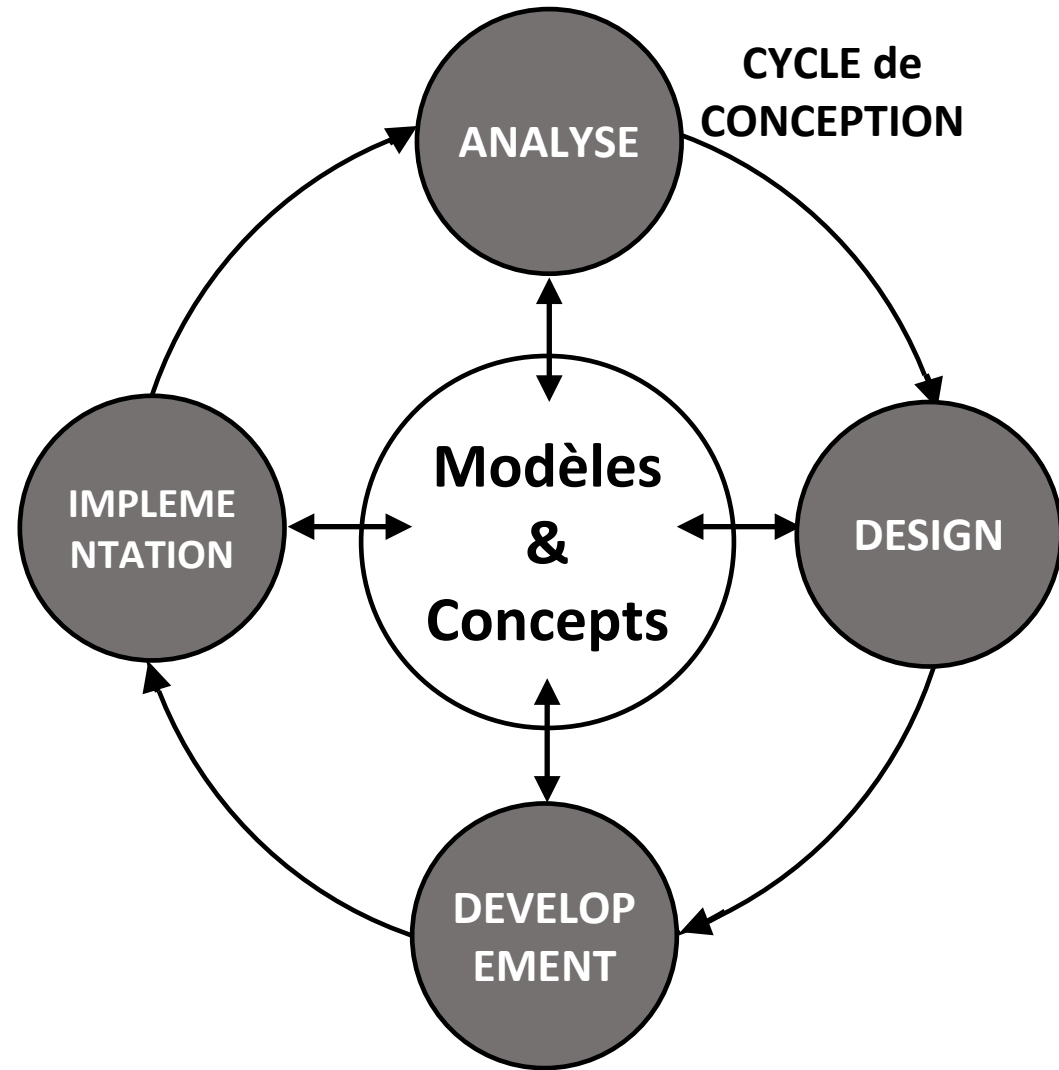 CYCLE de
CONCEPTION
ANALYSE
Modèles
&
Concepts
IMPLEME
NTATION
DESIGN
DEVELOP
EMENT